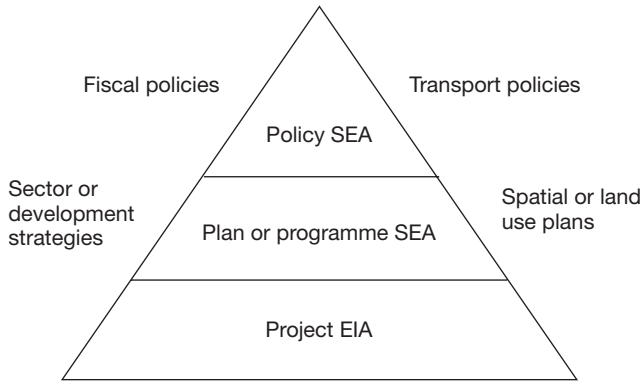 Fiscal policies
Transport policies
Policy SEA
Sector or
development
strategies
Plan or programme SEA
Spatial or land
use plans
Project EIA